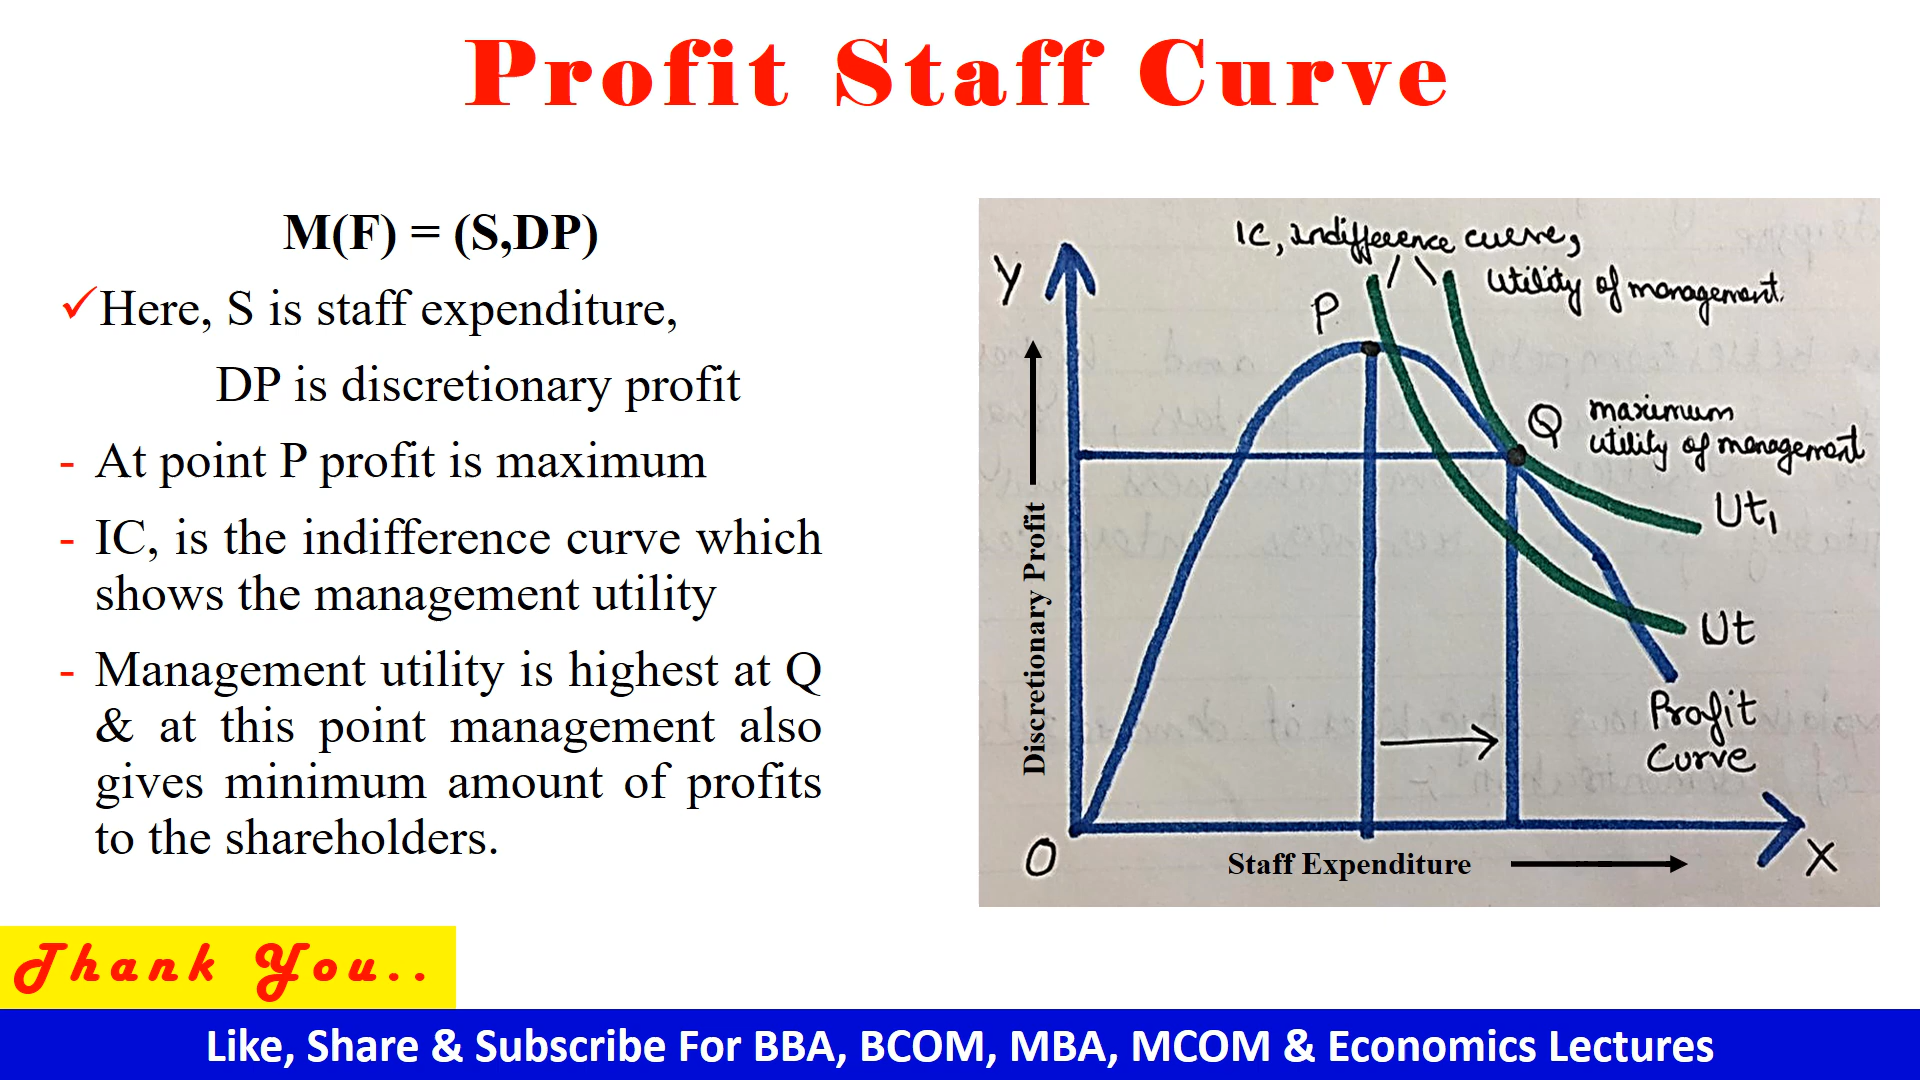 Profit Staff Curve
M(F) = (S,DP)
✓Here, S is staff expenditure,
DP is discretionary profit
- At point P profit is maximum
- IC, is the indifference curve which
shows the management utility
- Management utility is highest at Q
& at this point management also
gives minimum amount of profits
to the shareholders.
IC, indifference curve,
Utility of management.
Y
P
Q
maximum
utility of management
Ut₁
Ut
Profit
Curve
Discretionary Profit
O
Staff Expenditure
X
Thank You..
Like, Share & Subscribe For BBA, BCOM, MBA, MCOM & Economics Lectures